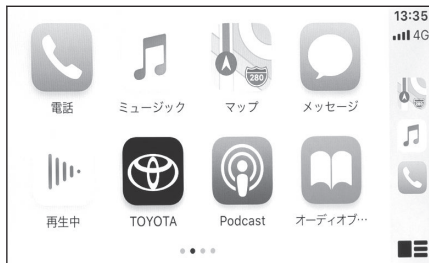 13:35
4G
280
電話
ミュージック
マップ
メッセージ
再生中
TOYOTA
Podcast
オーディオブ…